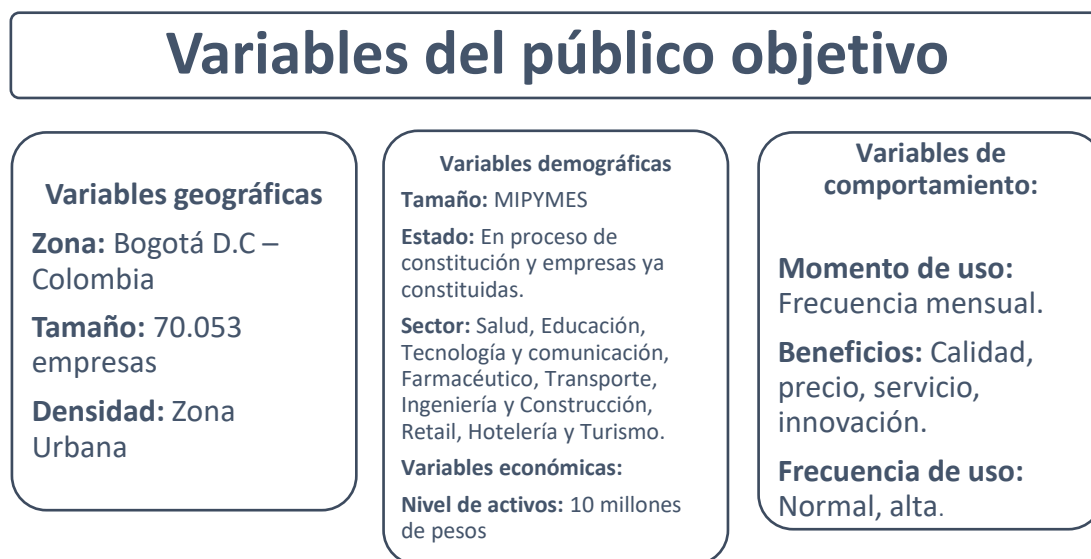 Variables del público objetivo
Variables geográficas
Zona: Bogotá D.C –
Colombia
Tamaño: 70.053
empresas
Densidad: Zona
Urbana
Variables demográficas
Tamaño: MIPYMES
Estado: En proceso de
constitución y empresas ya
constituidas.
Sector: Salud, Educación,
Tecnología y comunicación,
Farmacéutico, Transporte,
Ingeniería y Construcción,
Retail, Hotelería y Turismo.
Variables económicas:
Nivel de activos: 10 millones
de pesos
Variables de
comportamiento:
Momento de uso:
Frecuencia mensual.
Beneficios: Calidad,
precio, servicio,
innovación.
Frecuencia de uso:
Normal, alta.